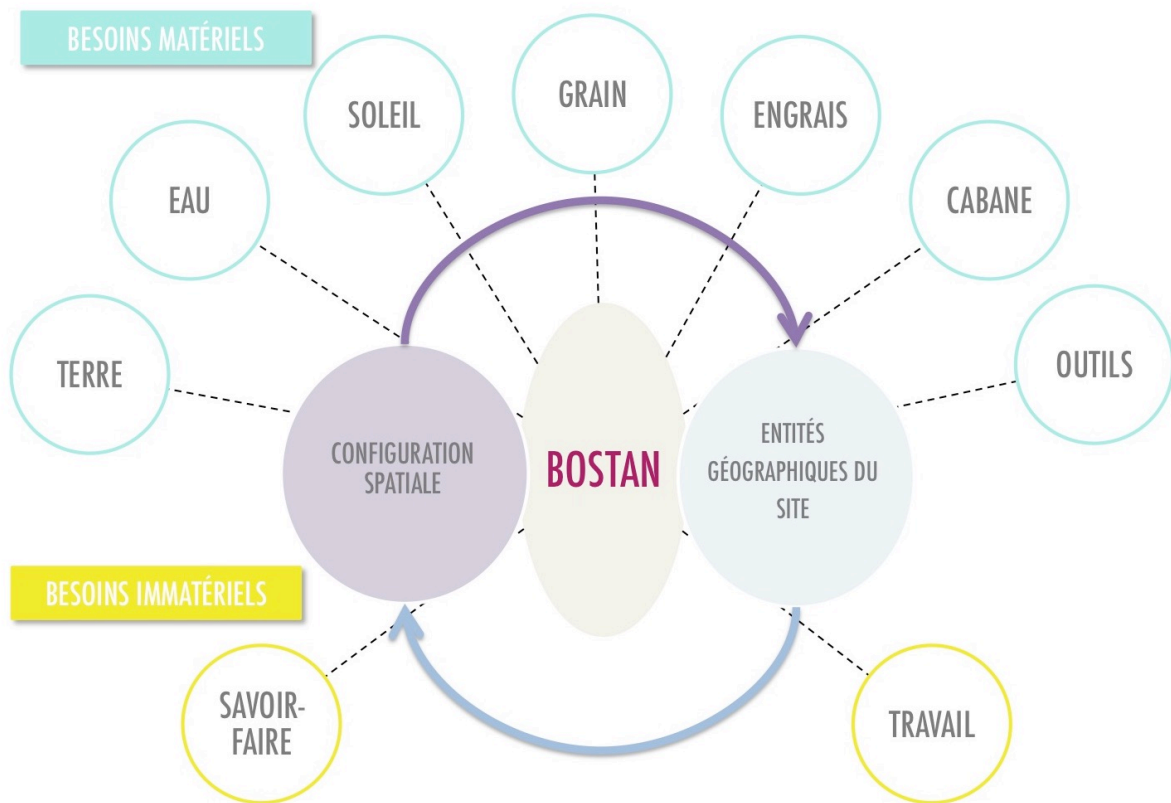 BESOINS MATÉRIELS
SOLEIL
GRAIN
ENGRAIS
EAU
CABANE
TERRE
OUTILS
CONFIGURATION
SPATIALE
BOSTAN
ENTITÉS
GÉOGRAPHIQUES DU
SITE
BESOINS IMMATÉRIELS
SAVOIR-
FAIRE
TRAVAIL